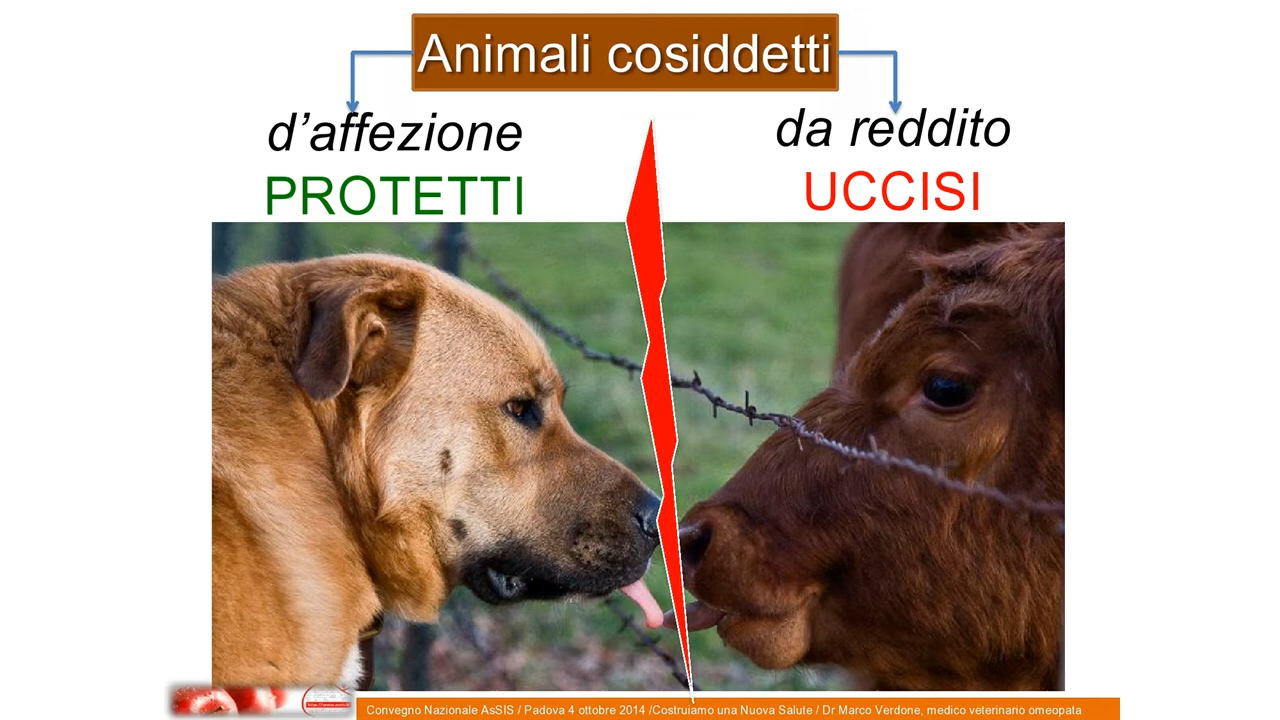 Animali cosiddetti
d’affezione
PROTETTI
da reddito
UCCISI
Convegno Nazionale AsSIS / Padova 4 ottobre 2014 /Costruiamo una Nuova Salute / Dr Marco Verdone, medico veterinario omeopata